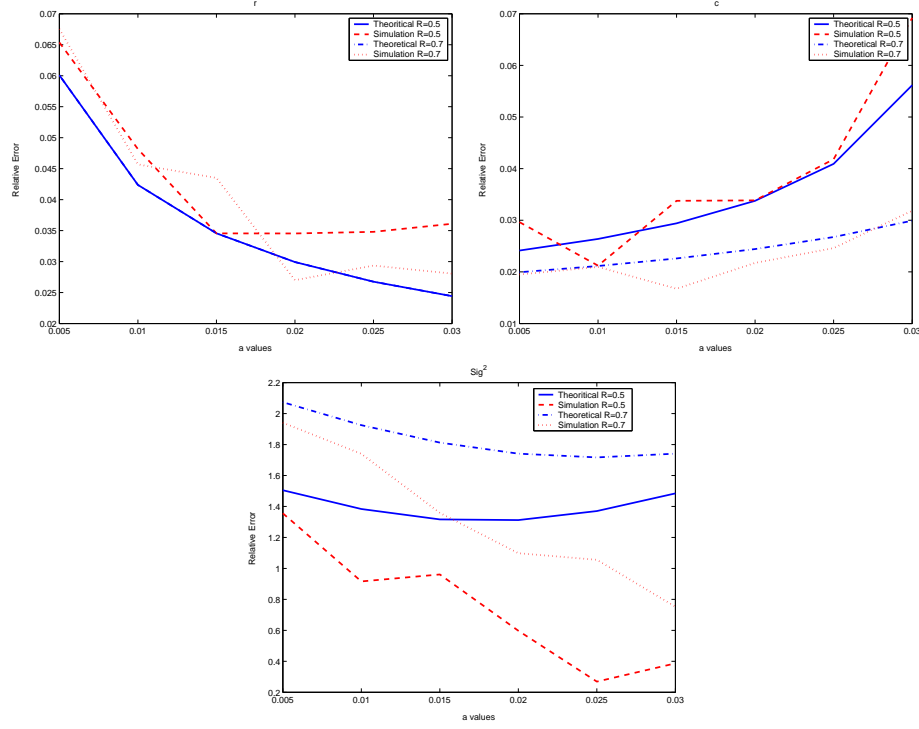 r
0.07
0.065
0.06
0.055
0.05
0.045
0.04
0.035
0.03
0.025
0.02
0.005
0.01
0.015
0.02
0.025
0.03
a values
Relative Error
Theoritical R=0.5
Simulation R=0.5
Theoretical R=0.7
Simulation R=0.7
c
0.07
0.06
0.05
0.04
0.03
0.02
0.01
0.005
0.01
0.015
0.02
0.025
0.03
a values
Relative Error
Theoritical R=0.5
Simulation R=0.5
Theoretical R=0.7
Simulation R=0.7
Sig²
2.2
2
1.8
1.6
1.4
1.2
1
0.8
0.6
0.4
0.2
0.005
0.01
0.015
0.02
0.025
0.03
a values
Relative Error
Theoritical R=0.5
Simulation R=0.5
Theoretical R=0.7
Simulation R=0.7